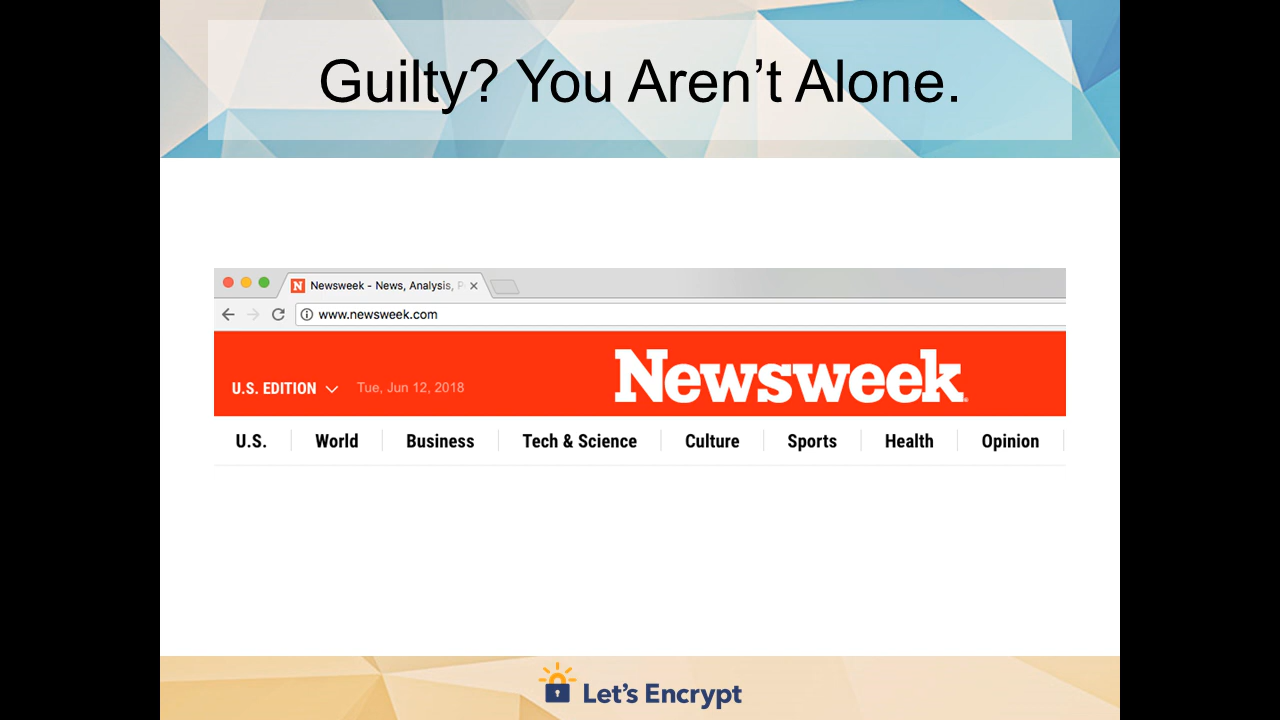 Guilty? You Aren’t Alone.
N Newsweek - News, Analysis, P
www.newsweek.com
U.S. EDITION Tue, Jun 12, 2018 Newsweek
U.S. World Business Tech & Science Culture Sports Health Opinion
Let’s Encrypt